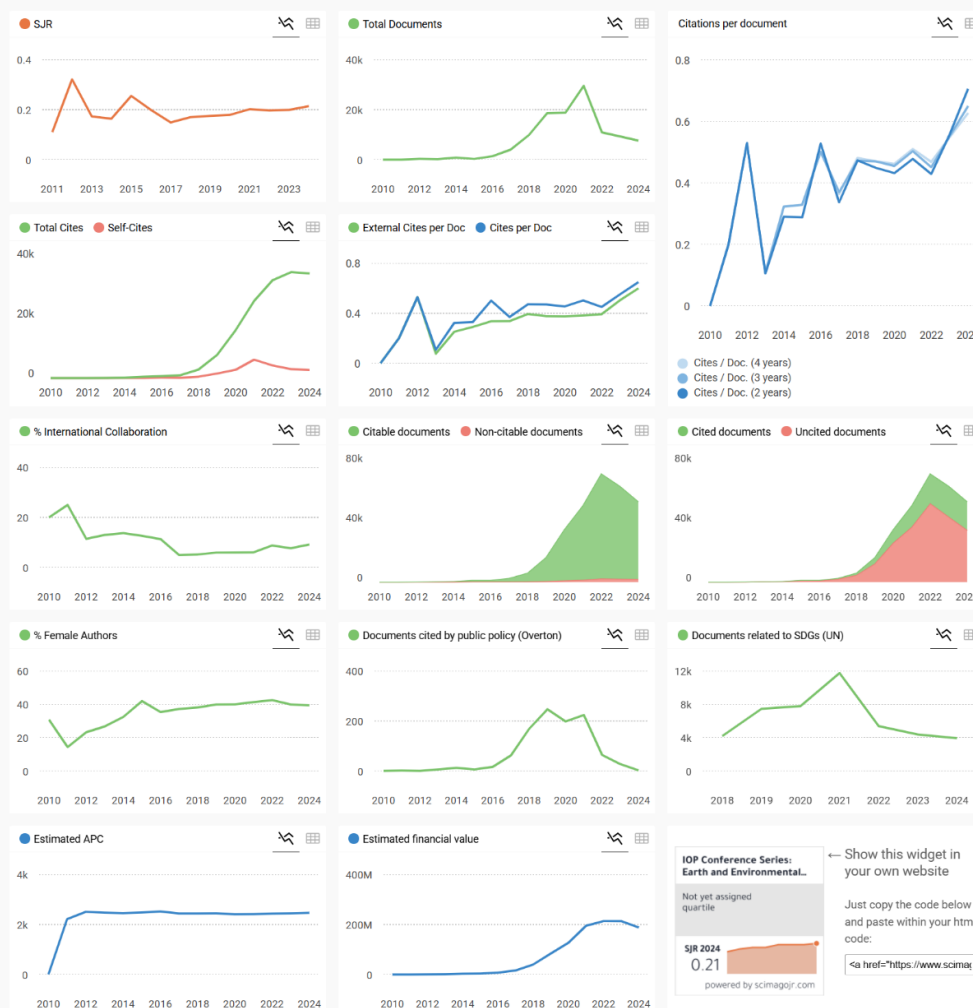 SJR
0.4
0.2
0
2011 2013 2015 2017 2019 2021 2023
Total Documents
40k
20k
0
2010 2012 2014 2016 2018 2020 2022 2024
Citations per document
0.8
0.6
0.4
0.2
0
2010 2012 2014 2016 2018 2020 2022 202
Cites / Doc. (4 years)
Cites / Doc. (3 years)
Cites / Doc. (2 years)
Total Cites Self-Cites
40k
20k
0
2010 2012 2014 2016 2018 2020 2022 2024
External Cites per Doc Cites per Doc
0.8
0.4
0
2010 2012 2014 2016 2018 2020 2022 2024
% International Collaboration
40
20
0
2010 2012 2014 2016 2018 2020 2022 2024
Citable documents Non-citable documents
80k
40k
0
2010 2012 2014 2016 2018 2020 2022 2024
Cited documents Uncited documents
80k
40k
0
2010 2012 2014 2016 2018 2020 2022 202
% Female Authors
60
40
20
0
2010 2012 2014 2016 2018 2020 2022 2024
Documents cited by public policy (Overton)
400
200
0
2010 2012 2014 2016 2018 2020 2022 2024
Documents related to SDGs (UN)
12k
8k
4k
0
2018 2019 2020 2021 2022 2023 2024
Estimated APC
4k
2k
0
2010 2012 2014 2016 2018 2020 2022 2024
Estimated financial value
400M
200M
0
2010 2012 2014 2016 2018 2020 2022 2024
IOP Conference Series:
Earth and Environmental...
Not yet assigned
quartile
SJR 2024
0.21
powered by scimagojr.com
← Show this widget in
your own website
Just copy the code below
and paste within your htm
code:
<a href="https://www.scimag